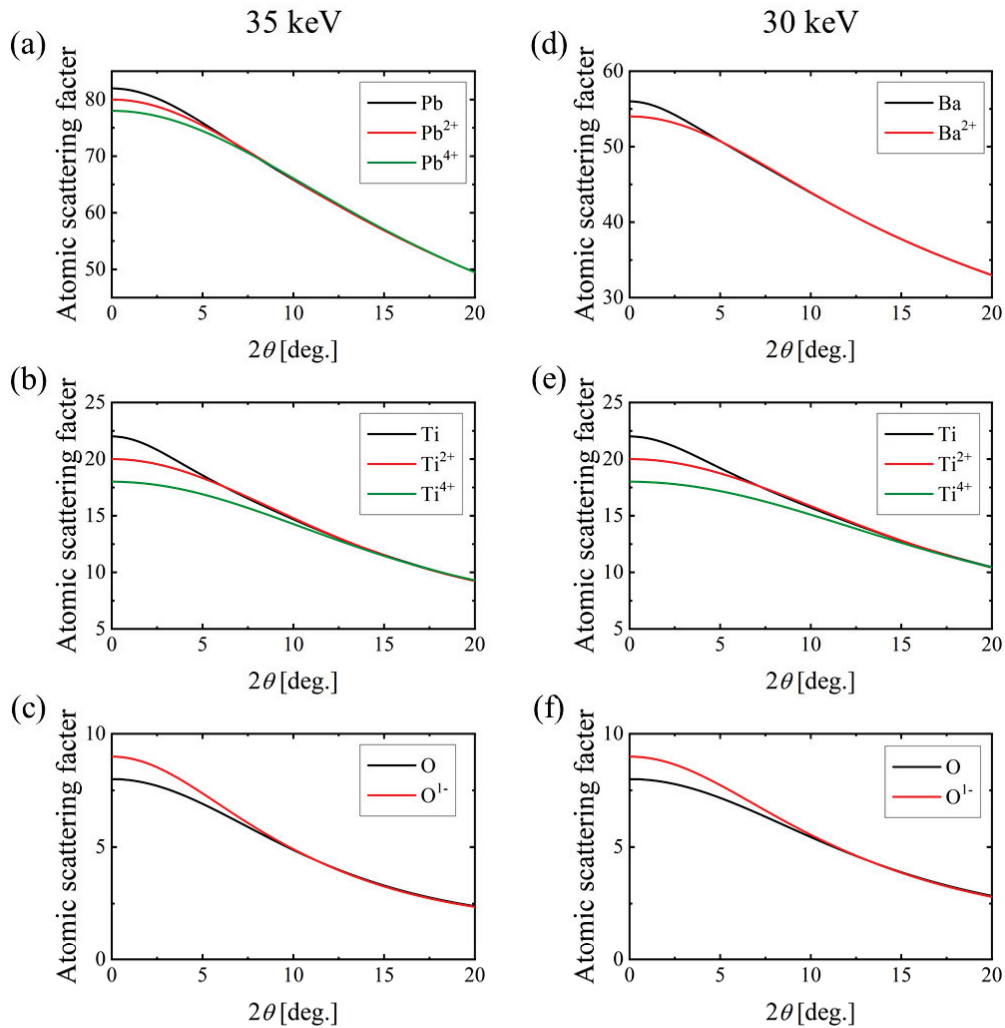 35 keV
30 keV
(a)
Atomic scattering facter
80
70
60
50
0 5 10 15 20
2θ [deg.]
Pb
Pb²⁺
Pb⁴⁺
(d)
Atomic scattering facter
60
50
40
30
0 5 10 15 20
2θ [deg.]
Ba
Ba²⁺
(b)
Atomic scattering facter
25
20
15
10
5
0 5 10 15 20
2θ [deg.]
Ti
Ti²⁺
Ti⁴⁺
(e)
Atomic scattering facter
25
20
15
10
5
0 5 10 15 20
2θ [deg.]
Ti
Ti²⁺
Ti⁴⁺
(c)
Atomic scattering facter
10
5
0
0 5 10 15 20
2θ [deg.]
O
O¹⁻
(f)
Atomic scattering facter
10
5
0
0 5 10 15 20
2θ [deg.]
O
O¹⁻